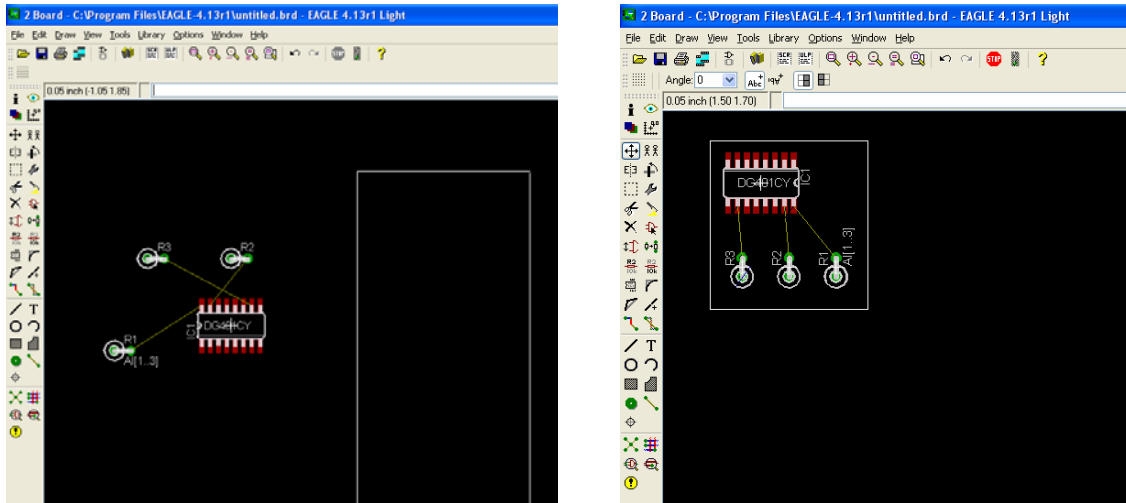 2 Board - C:\Program Files\EAGLE-4.13r1\untitled.brd - EAGLE 4.13r1 Light
File Edit Draw View Tools Library Options Window Help
0.05 inch (-1.05 1.85)
R3
R2
DG401CY
IC1
R1
AI[1..3]
2 Board - C:\Program Files\EAGLE-4.13r1\untitled.brd - EAGLE 4.13r1 Light
File Edit Draw View Tools Library Options Window Help
Angle: 0
Abc
0.05 inch (1.50 1.70)
DG401CY
IC1
R3
R2
R1
AI[1..3]